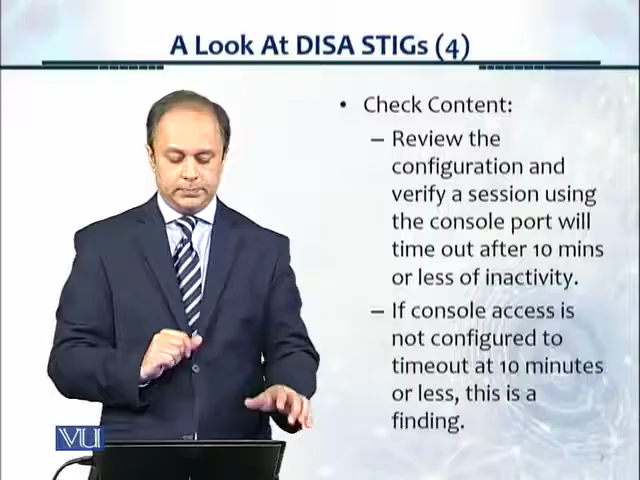 A Look At DISA STIGs (4)
• Check Content:
– Review the
configuration and
verify a session using
the console port will
time out after 10 mins
or less of inactivity.
– If console access is
not configured to
timeout at 10 minutes
or less, this is a
finding.
VU